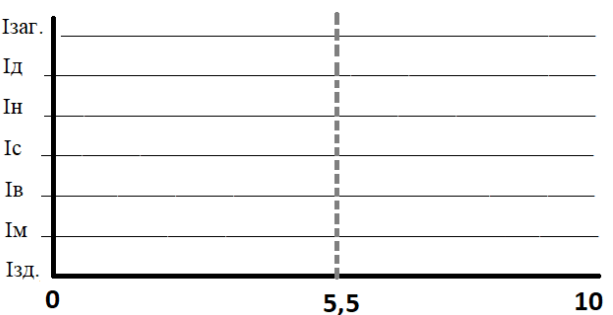 Ізаг.
Ід
Ін
Іс
Ів
Ім
Ізд.
0 5,5 10